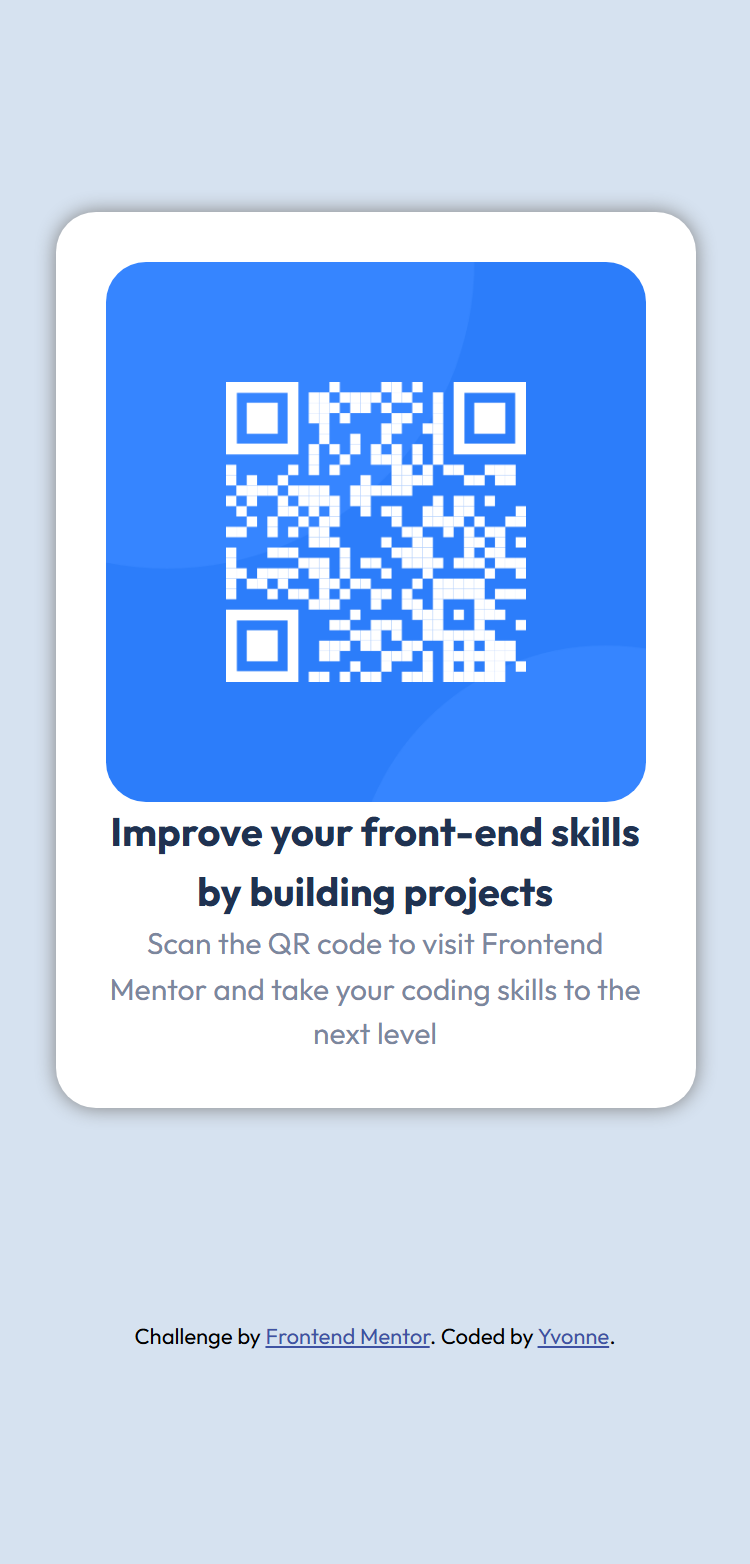 Improve your front-end skills
by building projects
Scan the QR code to visit Frontend
Mentor and take your coding skills to the
next level
Challenge by Frontend Mentor. Coded by Yvonne.